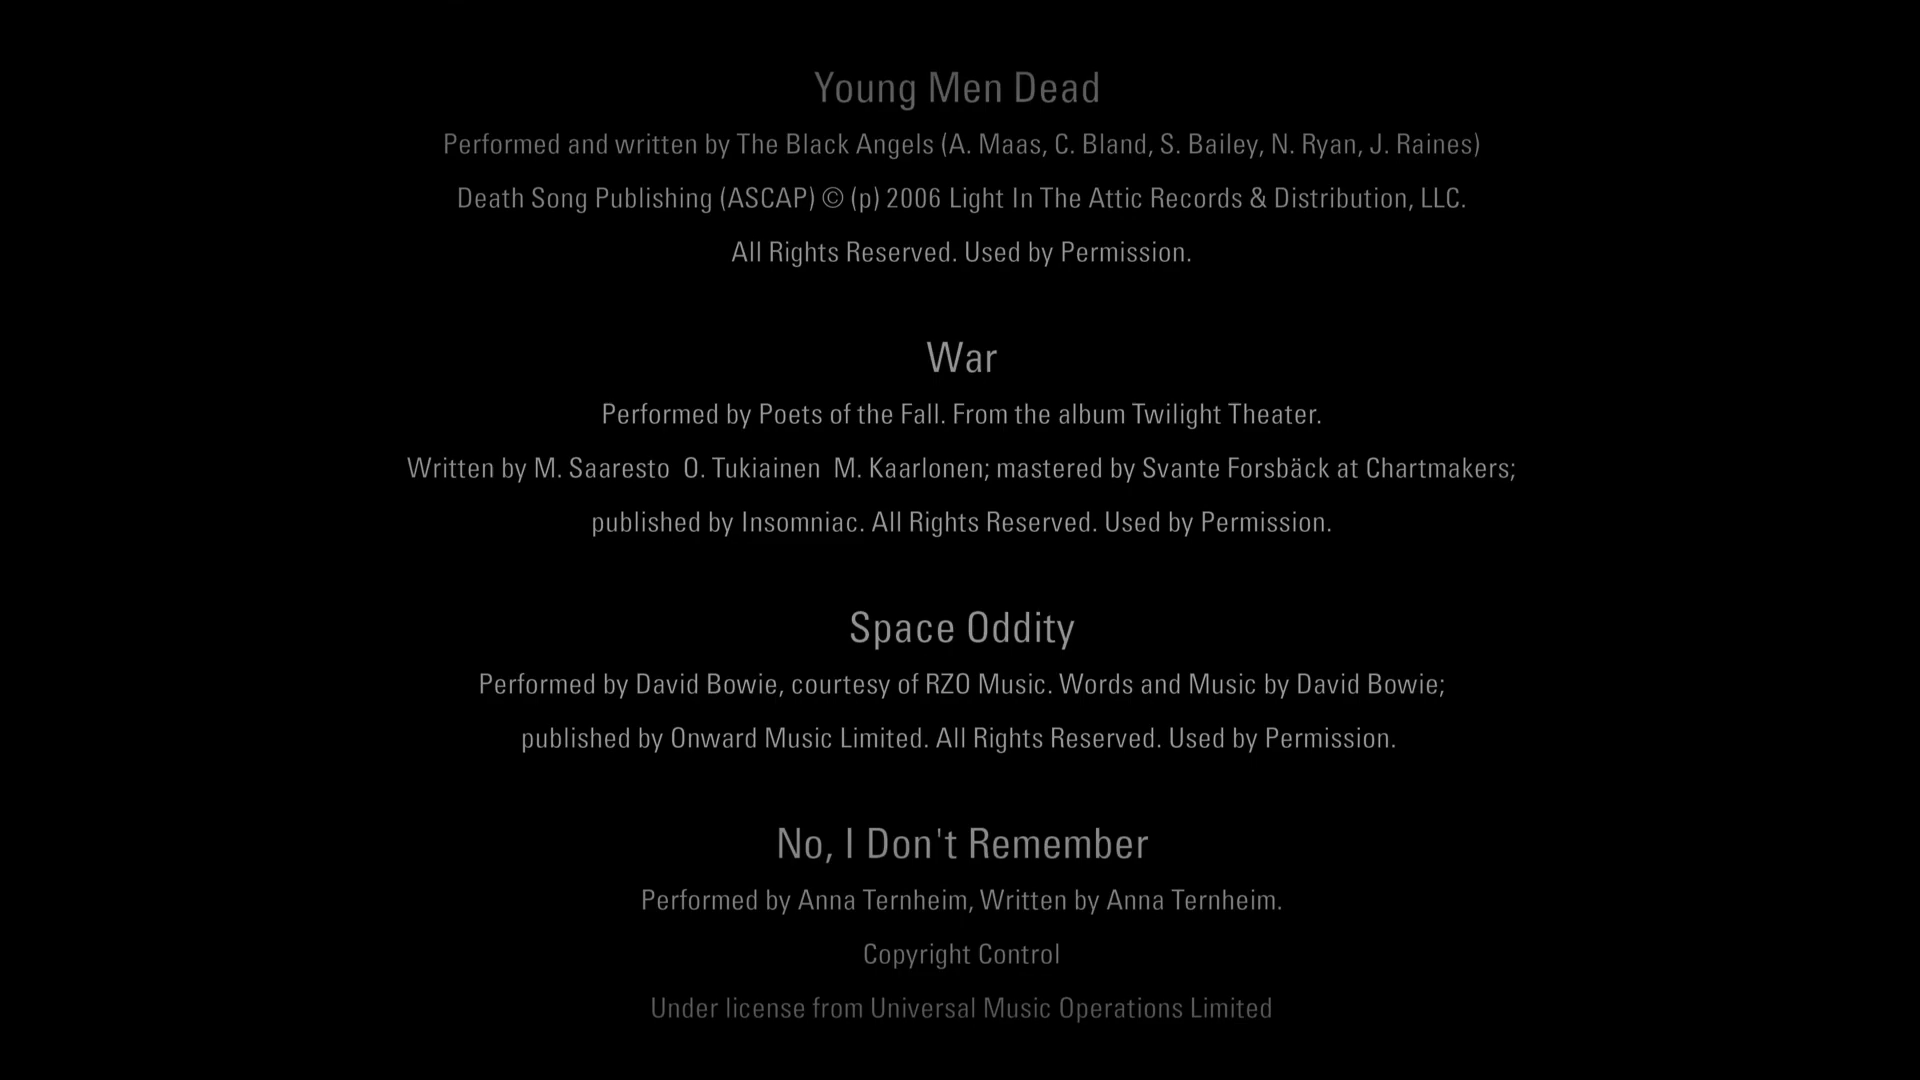 Young Men Dead
Performed and written by The Black Angels (A. Maas, C. Bland, S. Bailey, N. Ryan, J. Raines)
Death Song Publishing (ASCAP) © (p) 2006 Light In The Attic Records & Distribution, LLC.
All Rights Reserved. Used by Permission.
War
Performed by Poets of the Fall. From the album Twilight Theater.
Written by M. Saaresto  O. Tukiainen  M. Kaarlonen; mastered by Svante Forsbäck at Chartmakers;
published by Insomniac. All Rights Reserved. Used by Permission.
Space Oddity
Performed by David Bowie, courtesy of RZO Music. Words and Music by David Bowie;
published by Onward Music Limited. All Rights Reserved. Used by Permission.
No, I Don't Remember
Performed by Anna Ternheim, Written by Anna Ternheim.
Copyright Control
Under license from Universal Music Operations Limited